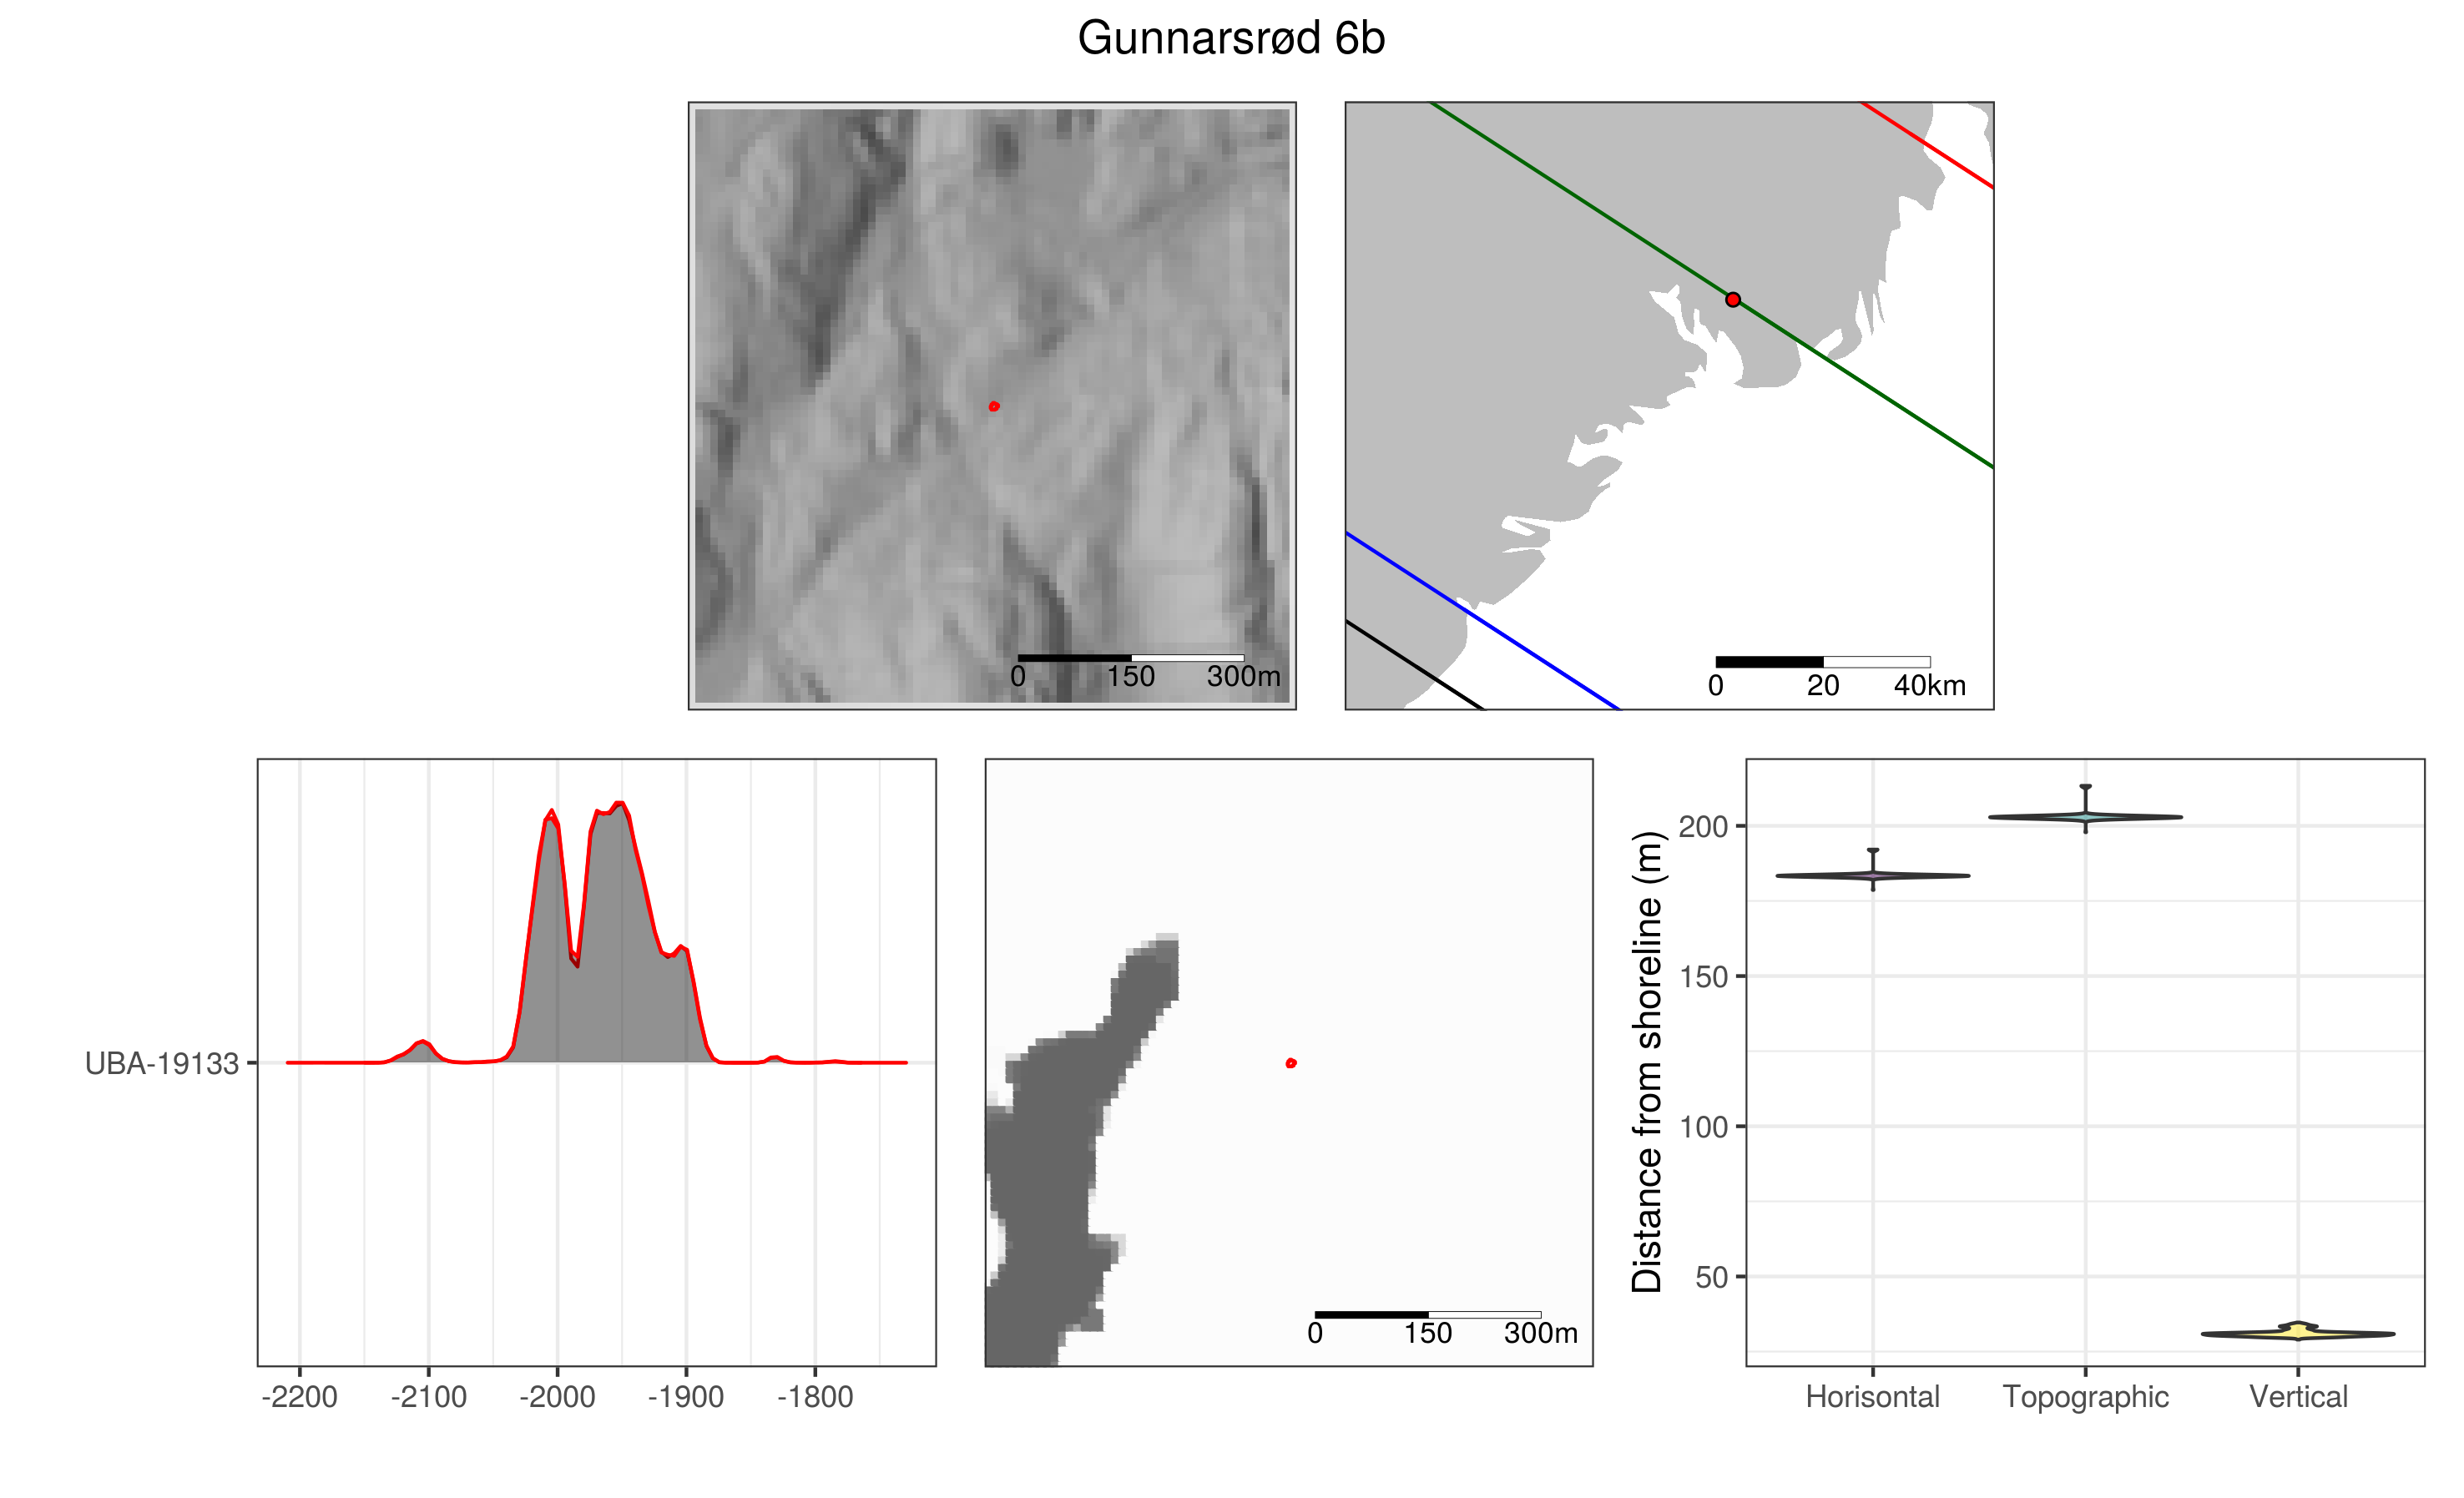 Gunnarsrød 6b
0 150 300m
0 20 40km
UBA-19133
-2200 -2100 -2000 -1900 -1800
0 150 300m
Distance from shoreline (m)
200
150
100
50
Horisontal Topographic Vertical